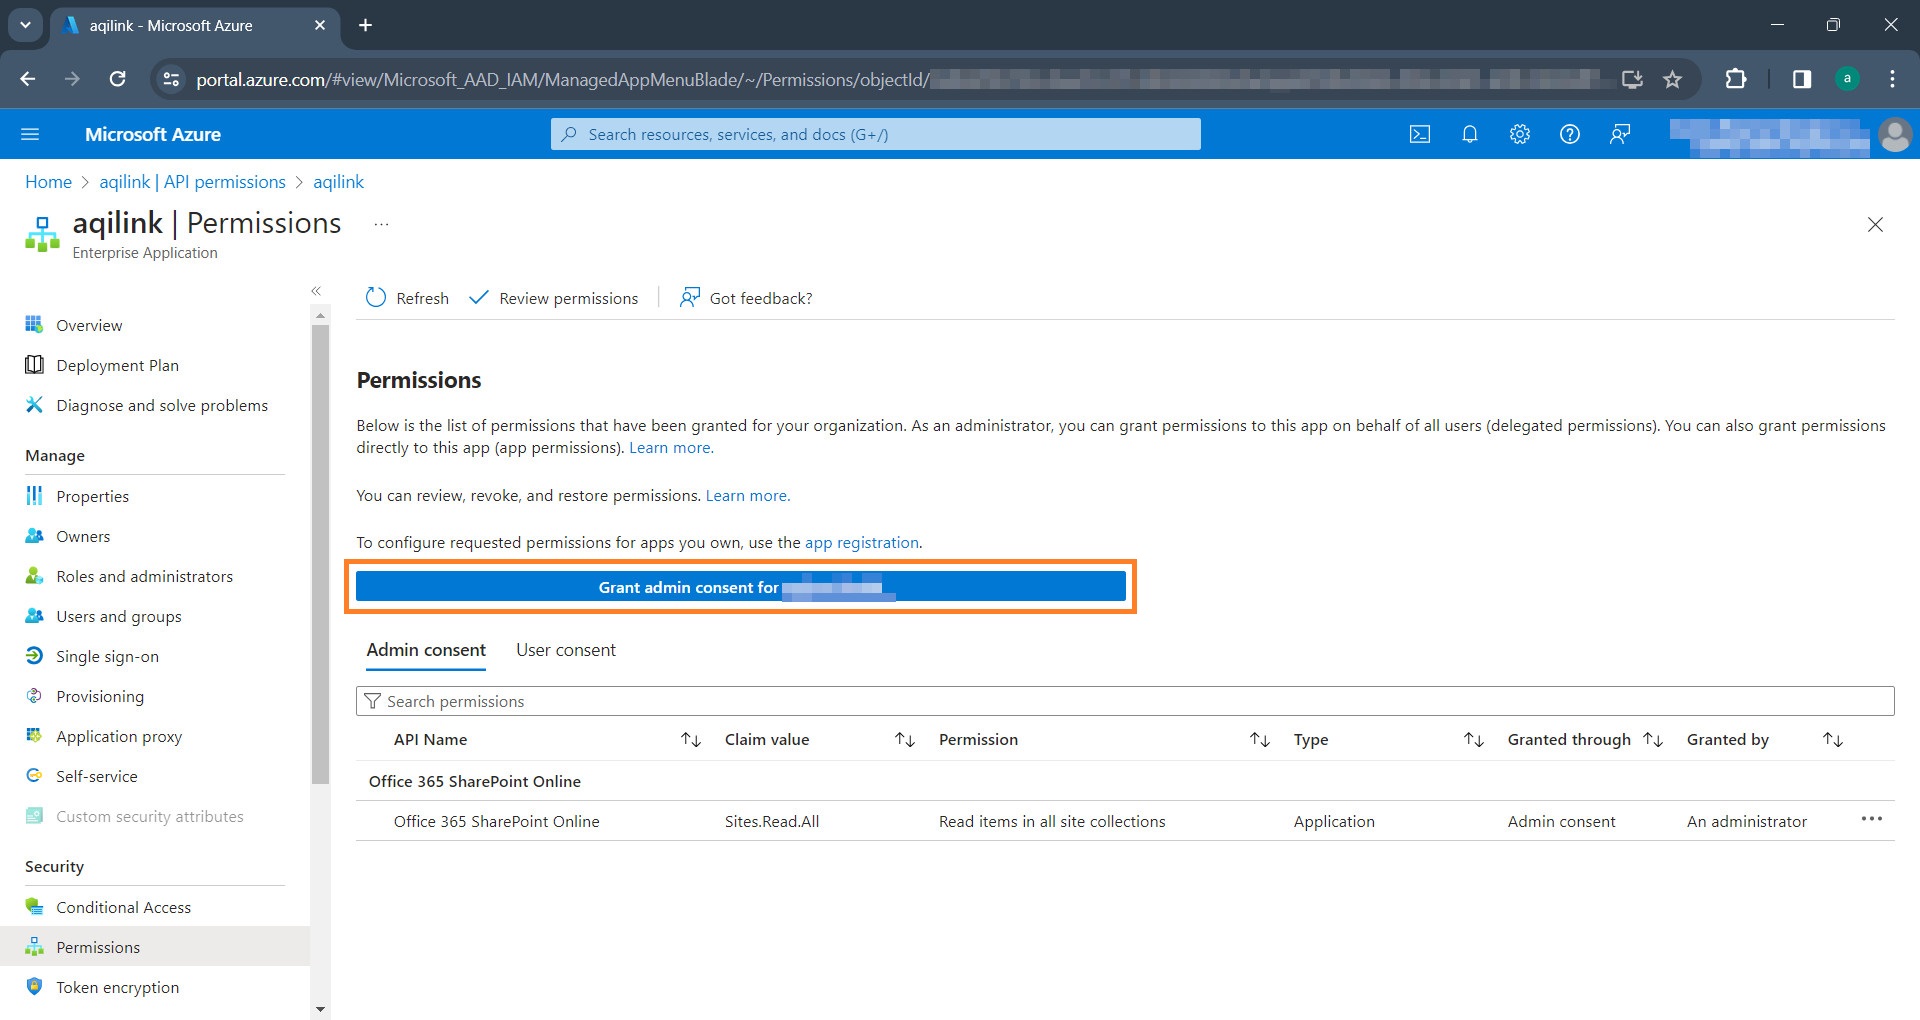 aqilink - Microsoft Azure
portal.azure.com/#view/Microsoft_AAD_IAM/ManagedAppMenuBlade/~/Permissions/objectId/
a
Microsoft Azure
Search resources, services, and docs (G+/)
Home > aqilink | API permissions > aqilink
aqilink | Permissions ...
Enterprise Application
Refresh
Review permissions
Got feedback?
Overview
Deployment Plan
Diagnose and solve problems
Manage
Properties
Owners
Roles and administrators
Users and groups
Single sign-on
Provisioning
Application proxy
Self-service
Custom security attributes
Security
Conditional Access
Permissions
Token encryption
Permissions
Below is the list of permissions that have been granted for your organization. As an administrator, you can grant permissions to this app on behalf of all users (delegated permissions). You can also grant permissions
directly to this app (app permissions). Learn more.
You can review, revoke, and restore permissions. Learn more.
To configure requested permissions for apps you own, use the app registration.
Grant admin consent for
Admin consent User consent
Search permissions
API Name Claim value Permission Type Granted through Granted by
Office 365 SharePoint Online
Office 365 SharePoint Online Sites.Read.All Read items in all site collections Application Admin consent An administrator